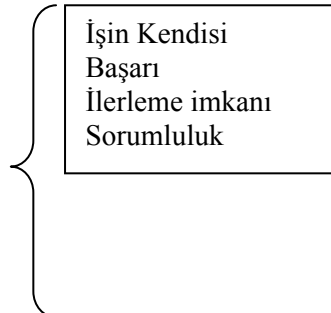 İşin Kendisi
Başarı
İlerleme imkanı
Sorumluluk